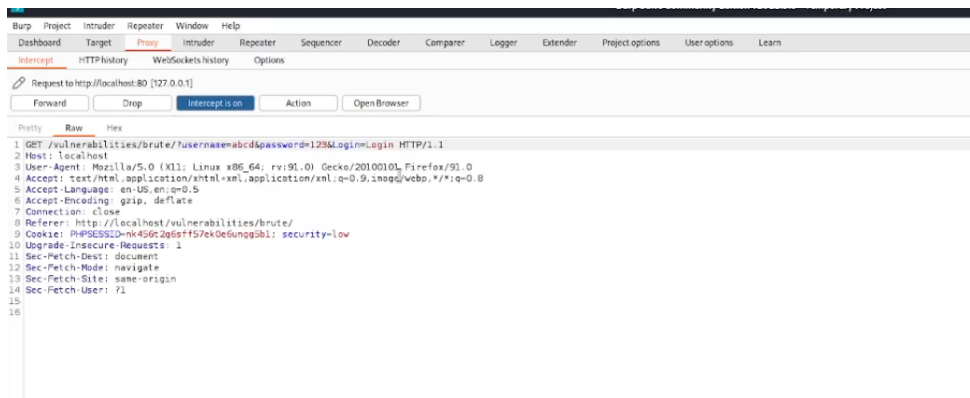 Burp Project Intruder Repeater Window Help
Dashboard Target Proxy Intruder Repeater Sequencer Decoder Comparer Logger Extender Project options User options Learn
Intercept HTTP history WebSockets history Options
Request to http://localhost:80 [127.0.0.1]
Forward Drop Intercept is on Action Open Browser
Pretty Raw Hex
1 GET /vulnerabilities/brute/?username=abcd&password=123&Login=Login HTTP/1.1
2 Host: localhost
3 User-Agent: Mozilla/5.0 (X11; Linux x86_64; rv:91.0) Gecko/20100101 Firefox/91.0
4 Accept: text/html,application/xhtml+xml,application/xml;q=0.9,image/webp,*/*;q=0.8
5 Accept-Language: en-US,en;q=0.5
6 Accept-Encoding: gzip, deflate
7 Connection: close
8 Referer: http://localhost/vulnerabilities/brute/
9 Cookie: PHPSESSID=nk456t2g6sff57ek0e6ungg5b1; security=low
10 Upgrade-Insecure-Requests: 1
11 Sec-Fetch-Dest: document
12 Sec-Fetch-Mode: navigate
13 Sec-Fetch-Site: same-origin
14 Sec-Fetch-User: ?1
15
16